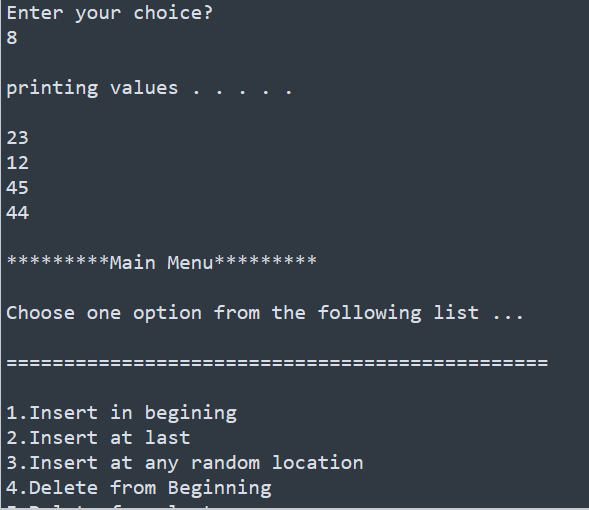 Enter your choice?
8
printing values . . . . .
23
12
45
44
*********Main Menu*********
Choose one option from the following list ...
===============================================
1.Insert in begining
2.Insert at last
3.Insert at any random location
4.Delete from Beginning